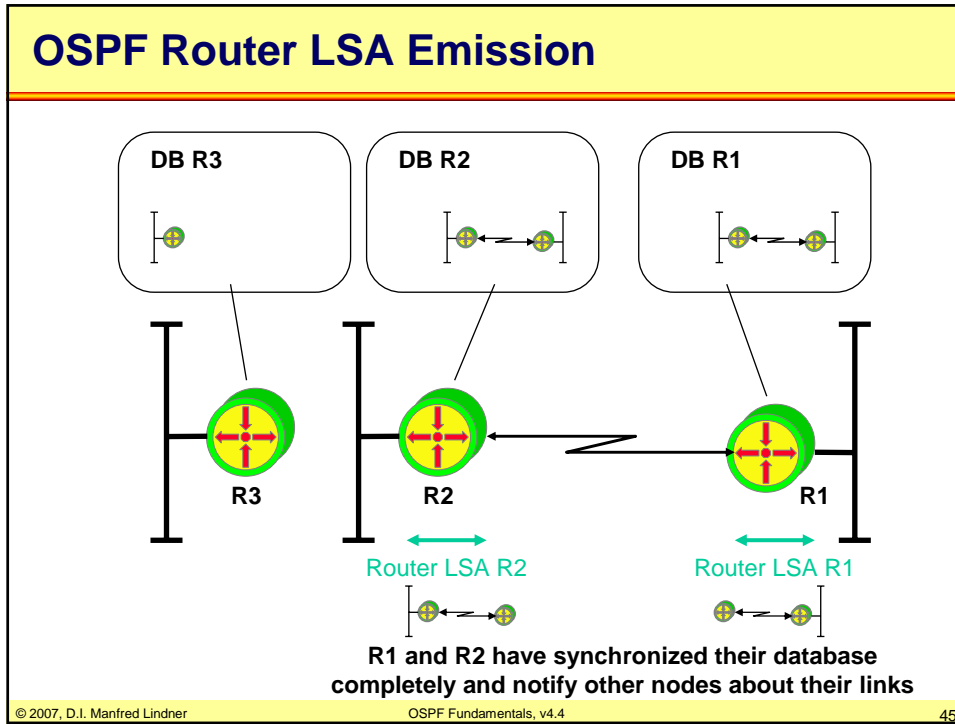 OSPF Router LSA Emission
DB R3
DB R2
DB R1
R3
R2
R1
Router LSA R2
Router LSA R1
R1 and R2 have synchronized their database
completely and notify other nodes about their links
© 2007, D.I. Manfred Lindner
OSPF Fundamentals, v4.4
45